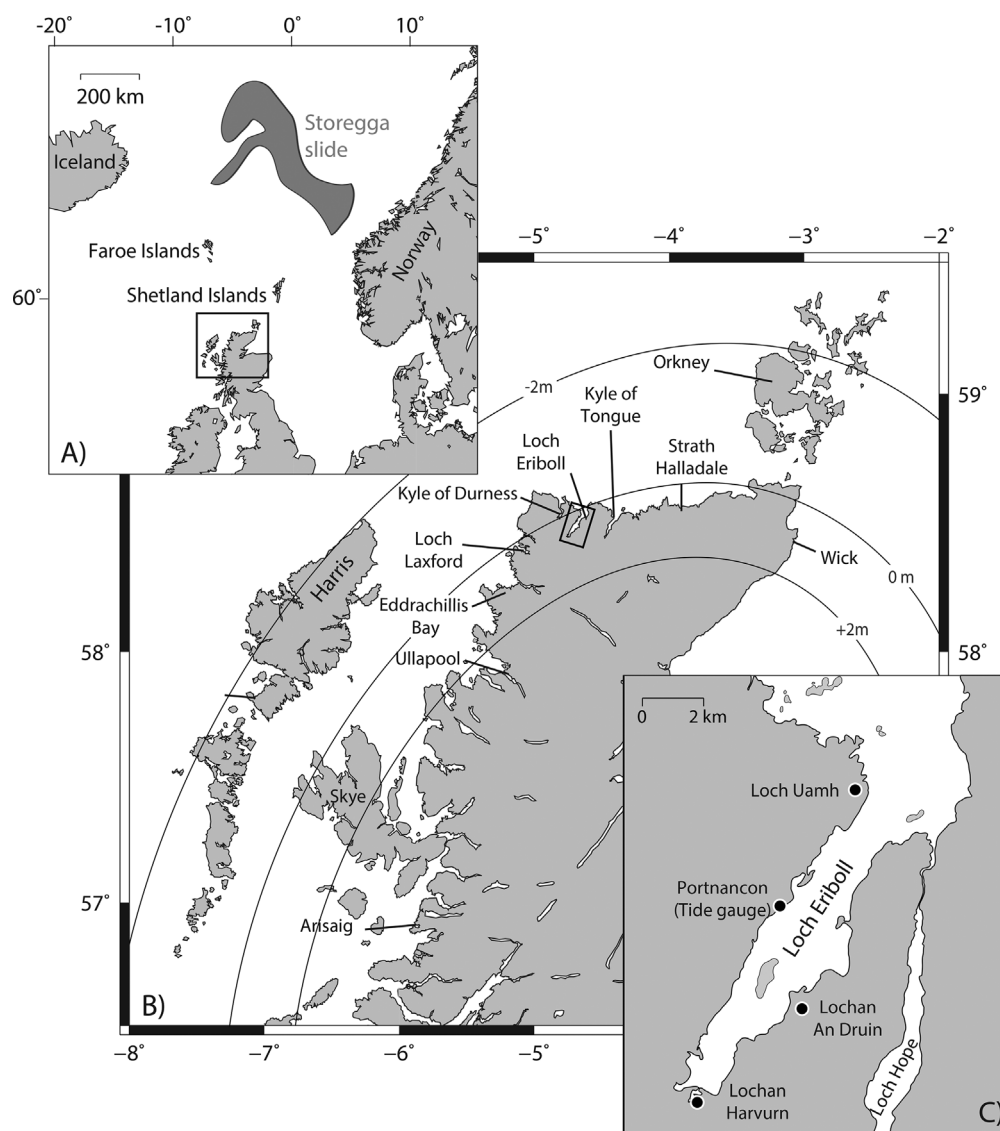 -20˚ -10˚ 0˚ 10˚
200 km
Storegga
slide
Iceland
Faroe Islands
Norway
Shetland Islands
60˚
A)
−5˚ −4˚ −3˚ −2˚
59˚
58˚
58˚
57˚
-2m
0 m
+2m
Orkney
Kyle of
Tongue
Loch
Eriboll
Strath
Halladale
Kyle of Durness
Loch
Laxford
Wick
Harris
Eddrachillis
Bay
Ullapool
Skye
Arisaig
B)
−8˚ −7˚ −6˚ −5˚
0 2 km
Loch Uamh
Portnancon
(Tide gauge)
Loch Eriboll
Lochan
An Druin
Loch Hope
Lochan
Harvurn
C)